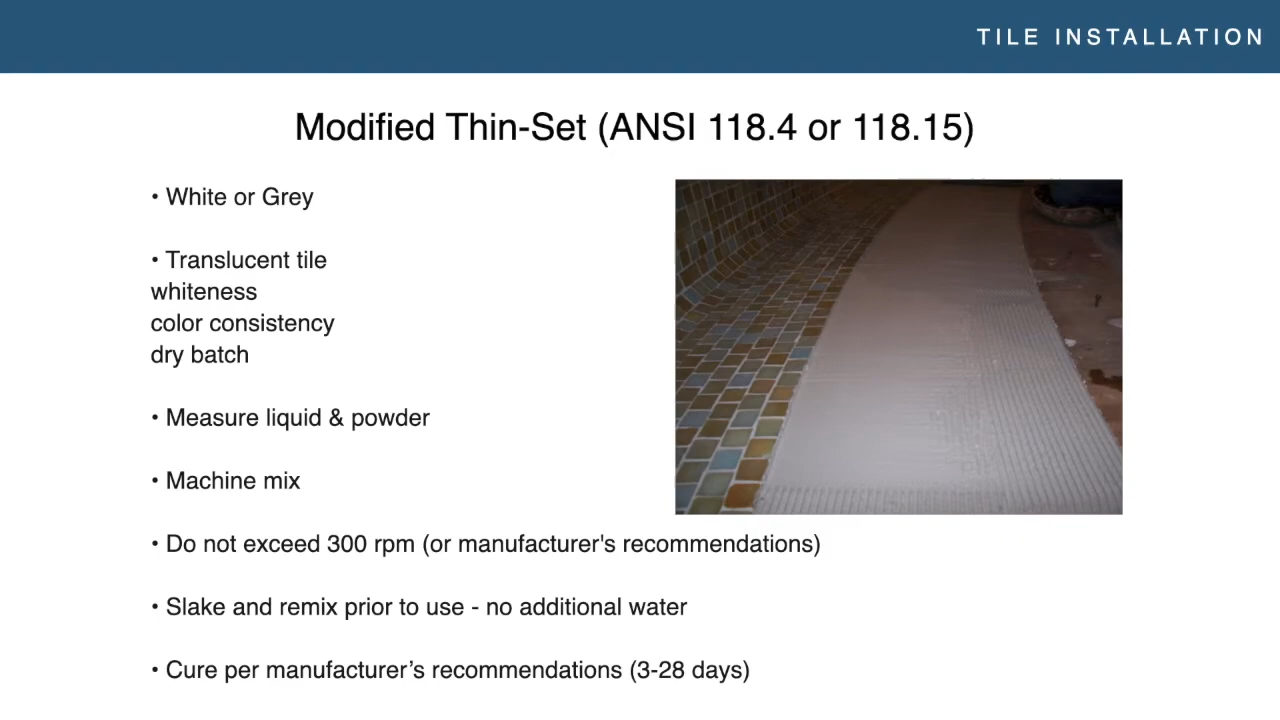 TILE INSTALLATION
Modified Thin-Set (ANSI 118.4 or 118.15)
• White or Grey
• Translucent tile
whiteness
color consistency
dry batch
• Measure liquid & powder
• Machine mix
• Do not exceed 300 rpm (or manufacturer's recommendations)
• Slake and remix prior to use - no additional water
• Cure per manufacturer’s recommendations (3-28 days)